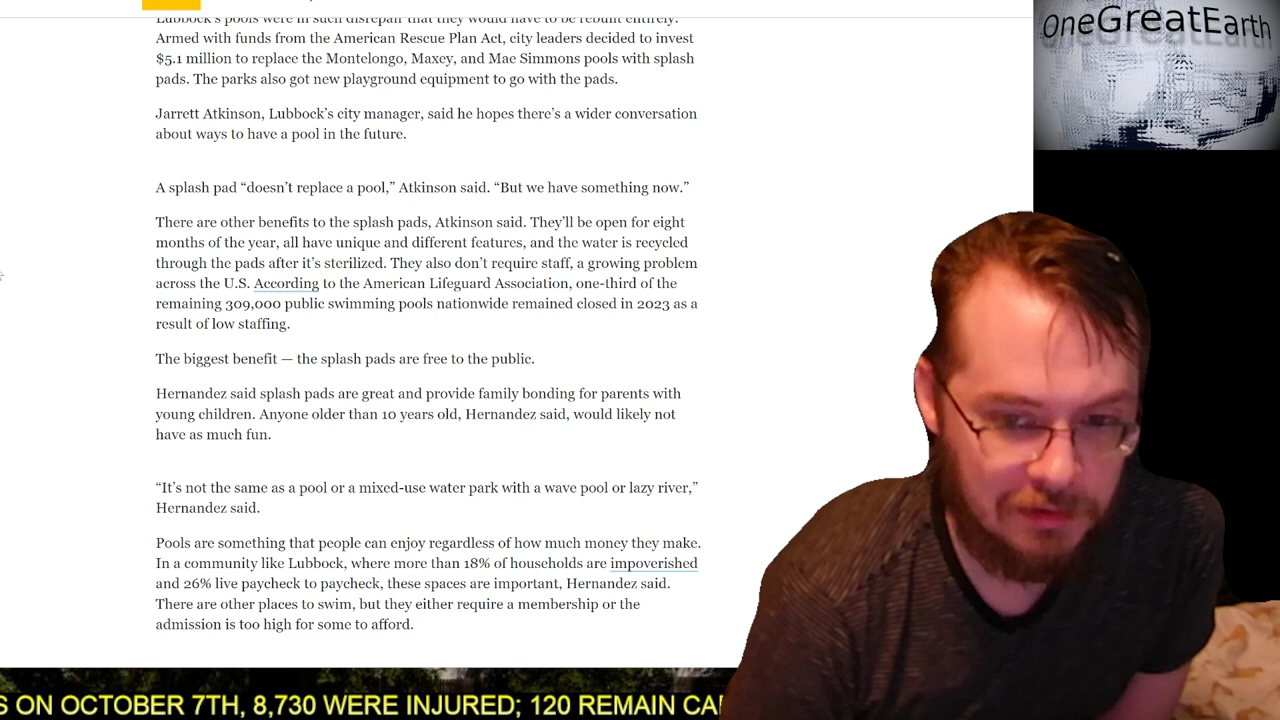 Lubbock's pools were in such disrepair that they would have to be rebuilt entirely.
Armed with funds from the American Rescue Plan Act, city leaders decided to invest
$5.1 million to replace the Montelongo, Maxey, and Mae Simmons pools with splash
pads. The parks also got new playground equipment to go with the pads.
Jarrett Atkinson, Lubbock’s city manager, said he hopes there’s a wider conversation
about ways to have a pool in the future.
A splash pad “doesn’t replace a pool,” Atkinson said. “But we have something now.”
There are other benefits to the splash pads, Atkinson said. They’ll be open for eight
months of the year, all have unique and different features, and the water is recycled
through the pads after it’s sterilized. They also don’t require staff, a growing problem
across the U.S. According to the American Lifeguard Association, one-third of the
remaining 309,000 public swimming pools nationwide remained closed in 2023 as a
result of low staffing.
The biggest benefit — the splash pads are free to the public.
Hernandez said splash pads are great and provide family bonding for parents with
young children. Anyone older than 10 years old, Hernandez said, would likely not
have as much fun.
“It’s not the same as a pool or a mixed-use water park with a wave pool or lazy river,”
Hernandez said.
Pools are something that people can enjoy regardless of how much money they make.
In a community like Lubbock, where more than 18% of households are impoverished
and 26% live paycheck to paycheck, these spaces are important, Hernandez said.
There are other places to swim, but they either require a membership or the
admission is too high for some to afford.
OneGreatEarth
S ON OCTOBER 7TH, 8,730 WERE INJURED; 120 REMAIN CA